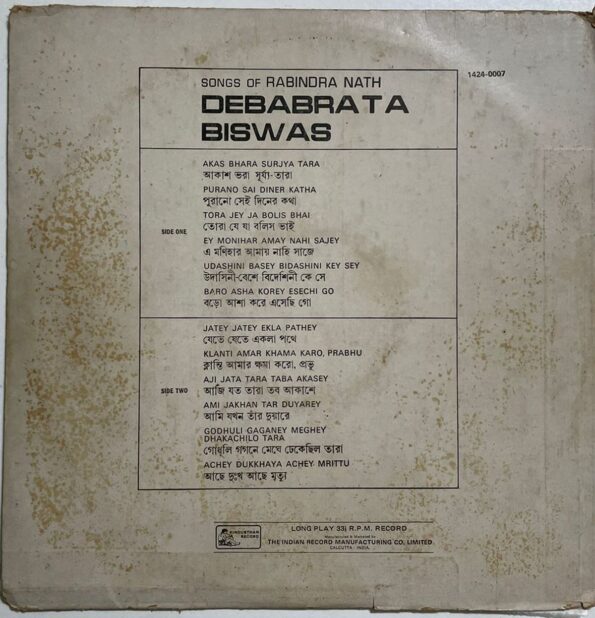 1424-0007
SONGS OF RABINDRA NATH
DEBABRATA
BISWAS
SIDE ONE
AKAS BHARA SURJYA TARA
আকাশ ভরা সূর্য্য-তারা
PURANO SAI DINER KATHA
পুরানো সেই দিনের কথা
TORA JEY JA BOLIS BHAI
তোরা যে যা বলিস ভাই
EY MONIHAR AMAY NAHI SAJEY
এ মণিহার আমায় নাহি সাজে
UDASHINI BASEY BIDASHINI KEY SEY
উদাসিনী-বেশে বিদেশিনী কে সে
BARO ASHA KOREY ESECHI GO
বড়ো আশা করে এসেছি গো
SIDE TWO
JATEY JATEY EKLA PATHEY
যেতে যেতে একলা পথে
KLANTI AMAR KHAMA KARO, PRABHU
ক্লান্তি আমার ক্ষমা করো, প্রভু
AJI JATA TARA TABA AKASEY
আজি যত তারা তব আকাশে
AMI JAKHAN TAR DUYAREY
আমি যখন তাঁর দুয়ারে
GODHULI GAGANEY MEGHEY
DHAKACHILO TARA
গোধূলি গগনে মেঘে ঢেকেছিল তারা
ACHEY DUKKHAYA ACHEY MRITTU
আছে দুঃখ আছে মৃত্যু
HINDUSTHAN
RECORD
LONG PLAY 33⅓ R.P.M. RECORD
Manufactured & Marketed by
THE INDIAN RECORD MANUFACTURING CO. LIMITED
CALCUTTA INDIA